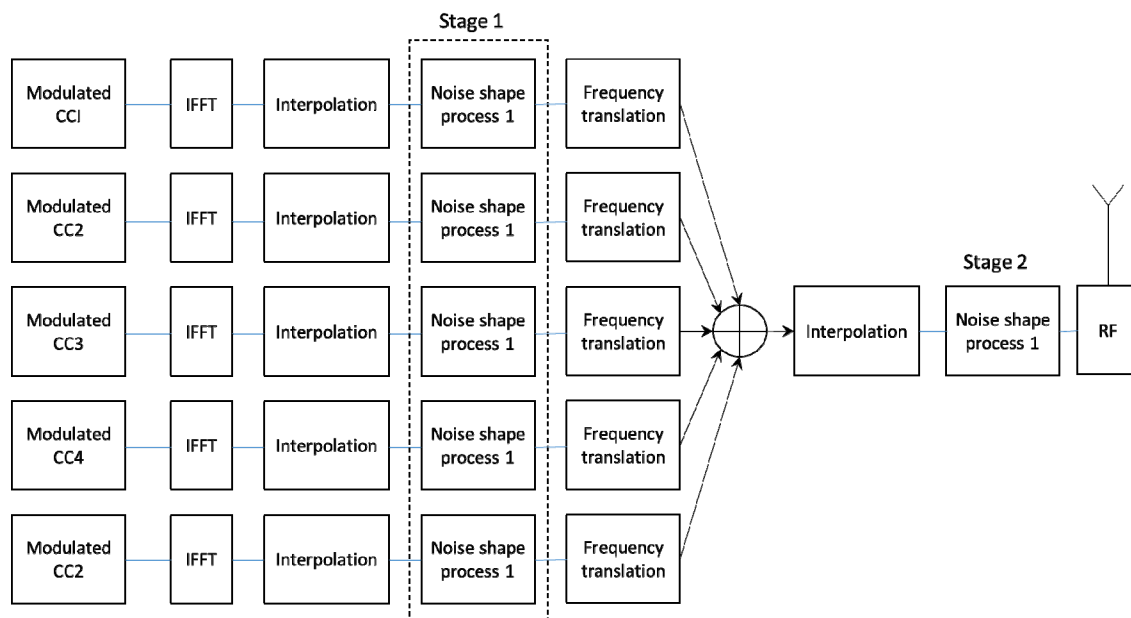 Stage 1
Modulated
CCI
IFFT
Interpolation
Noise shape
process 1
Frequency
translation
Modulated
CC2
IFFT
Interpolation
Noise shape
process 1
Frequency
translation
Modulated
CC3
IFFT
Interpolation
Noise shape
process 1
Frequency
translation
Modulated
CC4
IFFT
Interpolation
Noise shape
process 1
Frequency
translation
Modulated
CC2
IFFT
Interpolation
Noise shape
process 1
Frequency
translation
Interpolation
Stage 2
Noise shape
process 1
RF